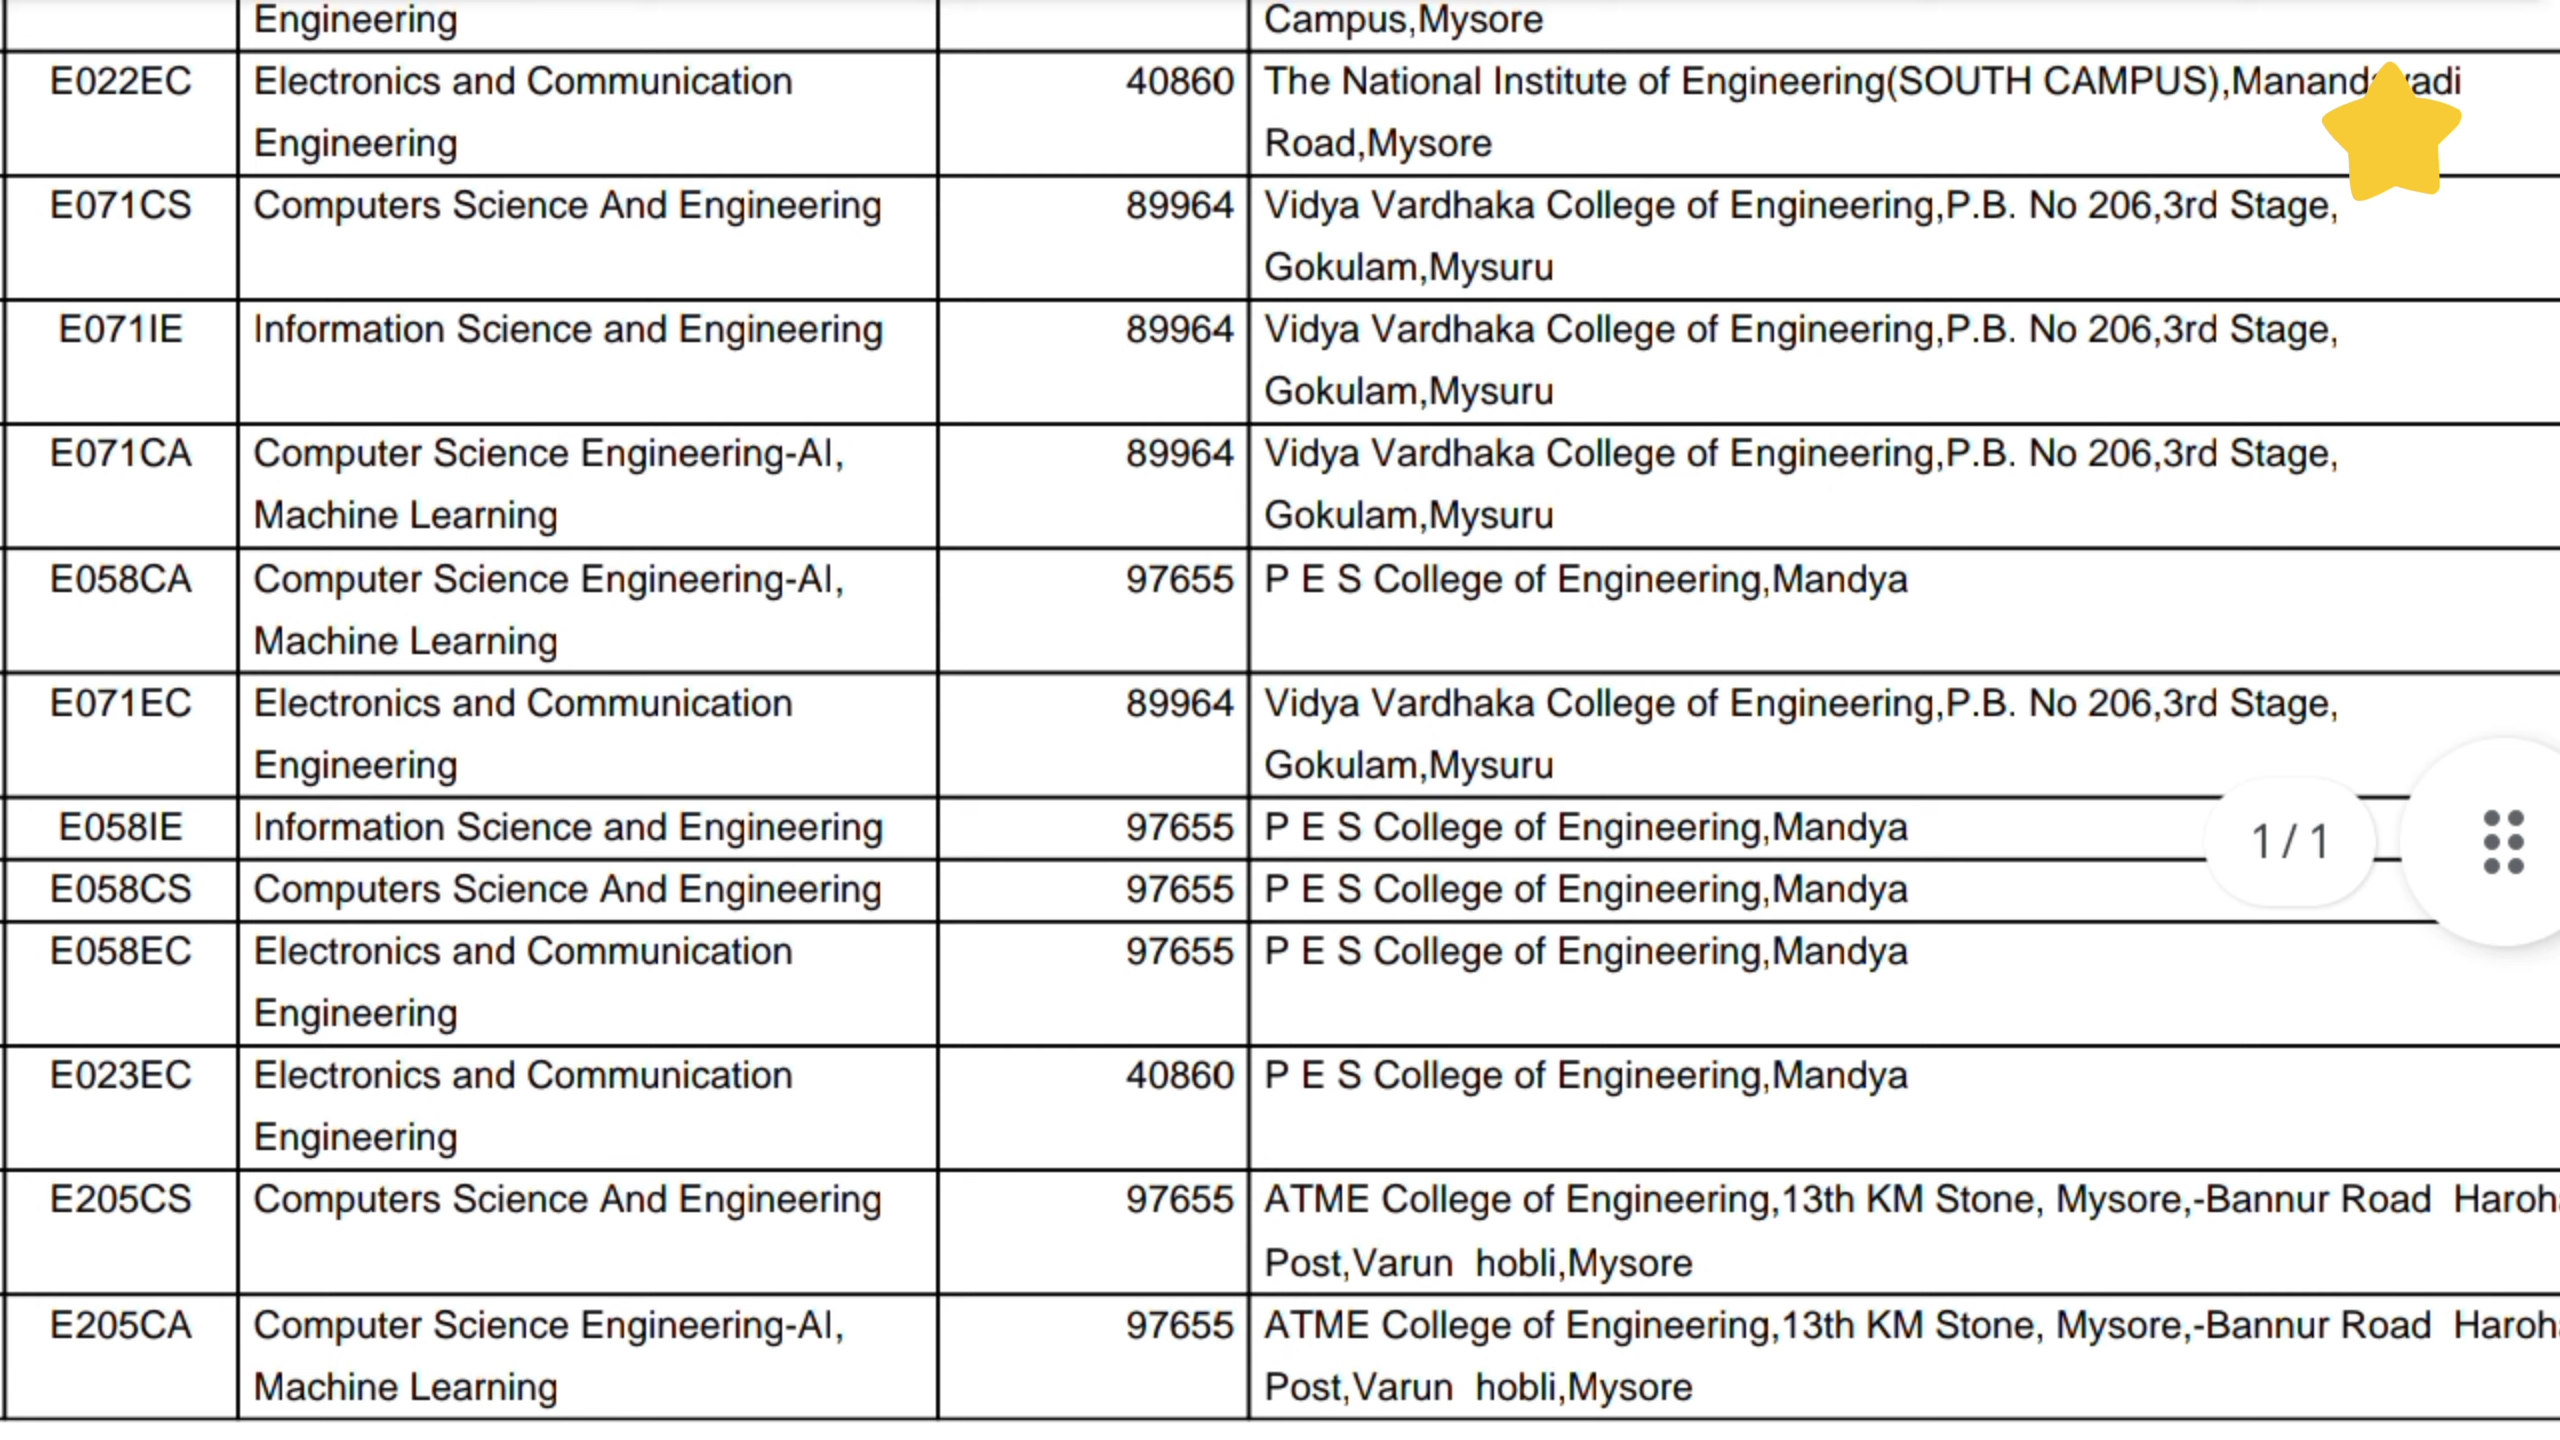 Engineering Campus,Mysore
E022EC Electronics and Communication 40860 The National Institute of Engineering(SOUTH CAMPUS),
Engineering Road,Mysore
E071CS Computers Science And Engineering 89964 Vidya Vardhaka College of Engineering,P.B. No 206,3rd Stage,
Gokulam,Mysuru
E071IE Information Science and Engineering 89964 Vidya Vardhaka College of Engineering,P.B. No 206,3rd Stage,
Gokulam,Mysuru
E071CA Computer Science Engineering-AI, 89964 Vidya Vardhaka College of Engineering,P.B. No 206,3rd Stage,
Machine Learning Gokulam,Mysuru
E058CA Computer Science Engineering-AI, 97655 P E S College of Engineering,Mandya
Machine Learning
E071EC Electronics and Communication 89964 Vidya Vardhaka College of Engineering,P.B. No 206,3rd Stage,
Engineering Gokulam,Mysuru
E058IE Information Science and Engineering 97655 P E S College of Engineering,Mandya
1 / 1
E058CS Computers Science And Engineering 97655 P E S College of Engineering,Mandya
E058EC Electronics and Communication 97655 P E S College of Engineering,Mandya
Engineering
E023EC Electronics and Communication 40860 P E S College of Engineering,Mandya
Engineering
E205CS Computers Science And Engineering 97655 ATME College of Engineering,13th KM Stone, Mysore,-Bannur Road
Post,Varun hobli,Mysore
E205CA Computer Science Engineering-AI, 97655 ATME College of Engineering,13th KM Stone, Mysore,-Bannur Road
Machine Learning Post,Varun hobli,Mysore